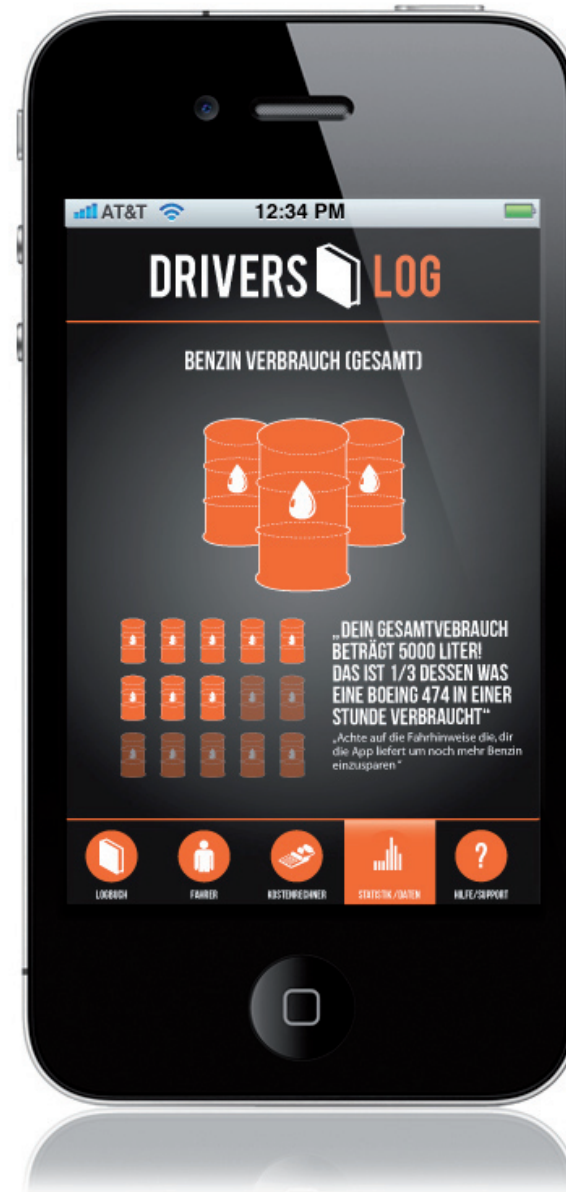 AT&T 12:34 PM
DRIVERS LOG
BENZIN VERBRAUCH (GESAMT)
„DEIN GESAMTVEBRAUCH
BETRÄGT 5000 LITER!
DAS IST 1/3 DESSEN WAS
EINE BOEING 474 IN EINER
STUNDE VERBRAUCHT“
„Achte auf die Fahrhinweise die, dir
die App liefert um noch mehr Benzin
einzusparen“
LOGBUCH FAHRER KOSTENRECHNER STATISTIK/DATEN ? HILFE/SUPPORT